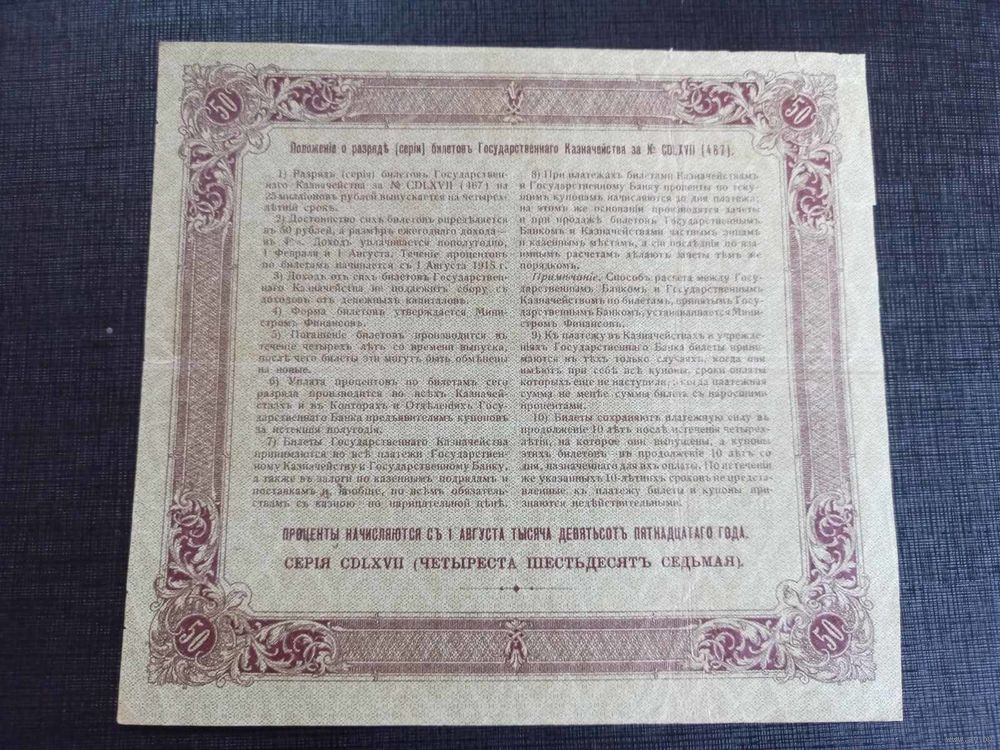 50
50
Положеніе о разрядѣ (серіи) билетовъ Государственнаго Казначейства за № CDLXVII (467).
1) Разрядъ (серія) билетовъ Государствен-
наго Казначейства за № CDLXVII (467) на
25 милліоновъ рублей выпускается на четырех-
лѣтній срокъ.
2) Достоинство сихъ билетовъ опредѣляется
въ 50 рублей, а размѣръ ежегоднаго дохода—
въ 4%. Доходъ уплачивается пополугодно,
1 Февраля и 1 Августа. Теченіе процентовъ
по билетамъ начинается съ 1 Августа 1915 г.
3) Доходъ отъ сихъ билетовъ Государствен-
наго Казначейства не подлежитъ сбору съ
доходовъ отъ денежныхъ капиталовъ.
4) Форма билетовъ утверждается Мини-
стромъ Финансовъ.
5) Погашеніе билетовъ производится въ
теченіе четырехъ лѣтъ со времени выпуска,
послѣ чего билеты эти могутъ быть обмѣнены
на новые.
6) Уплата процентовъ по билетамъ сего
разряда производится во всѣхъ Казначей-
ствахъ и въ Конторахъ и Отдѣленіяхъ Госу-
дарственнаго Банка предъявителямъ купоновъ
за истекшія полугодія.
7) Билеты Государственнаго Казначейства
принимаются во всѣ платежи Государствен-
ному Казначейству и Государственному Банку,
а также въ залоги по казеннымъ подрядамъ и
поставкамъ и, вообще, по всѣмъ обязатель-
ствамъ съ казною по нарицательной цѣнѣ.
8) При платежахъ билетами Казначействамъ
и Государственному Банку проценты по теку-
щимъ купонамъ начисляются по дни платежа;
на этомъ же основаніи производятся зачеты
и при продажѣ билетовъ Государственнымъ
Банкомъ и Казначействами частнымъ лицамъ
и казеннымъ мѣстамъ, а сіи послѣднія по вза-
имнымъ расчетамъ дѣлаютъ зачеты тѣмъ же
порядкомъ.
Примѣчаніе. Способъ расчета между Госу-
дарственнымъ Банкомъ и Государственнымъ
Казначействомъ по билетамъ, принятымъ Госу-
дарственнымъ Банкомъ, устанавливается Мини-
стромъ Финансовъ.
9) Къ платежу въ Казначействахъ и учрежде-
ніяхъ Государственнаго Банка билеты прини-
маются въ тѣхъ только случаяхъ, когда они
имѣютъ при себѣ всѣ купоны, сроки оплаты
которыхъ еще не наступили, и когда платежная
сумма не менѣе суммы билета съ наросшими
процентами.
10) Билеты сохраняютъ платежную силу въ
продолженіе 10 лѣтъ послѣ истеченія четырех-
лѣтія, на которое они выпущены, а купоны
этихъ билетовъ—въ продолженіе 10 лѣтъ со
дня, назначеннаго для ихъ оплаты. По истеченіи
же указанныхъ 10-лѣтнихъ сроковъ не предста-
вленные къ платежу билеты и купоны приз-
наются недѣйствительными.
ПРОЦЕНТЫ НАЧИСЛЯЮТСЯ СЪ 1 АВГУСТА ТЫСЯЧА ДЕВЯТЬСОТЪ ПЯТНАДЦАТАГО ГОДА.
СЕРІЯ CDLXVII (ЧЕТЫРЕСТА ШЕСТЬДЕСЯТЪ СЕДЬМАЯ).
50
50